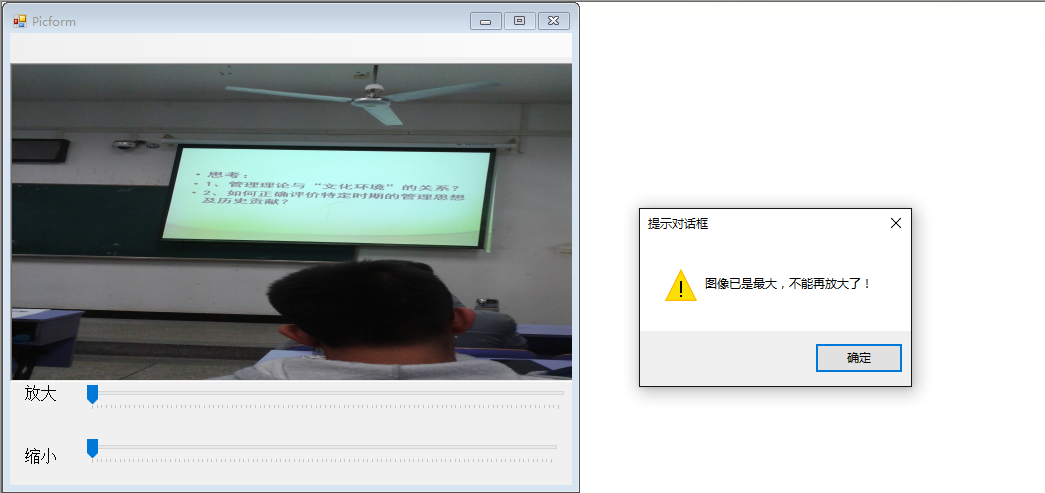 Picform
• 思考：
• 1、管理理论与“文化环境”的关系？
• 2、如何正确评价特定时期的管理思想
及历史贡献？
放大
缩小
提示对话框
图像已是最大，不能再放大了！
确定